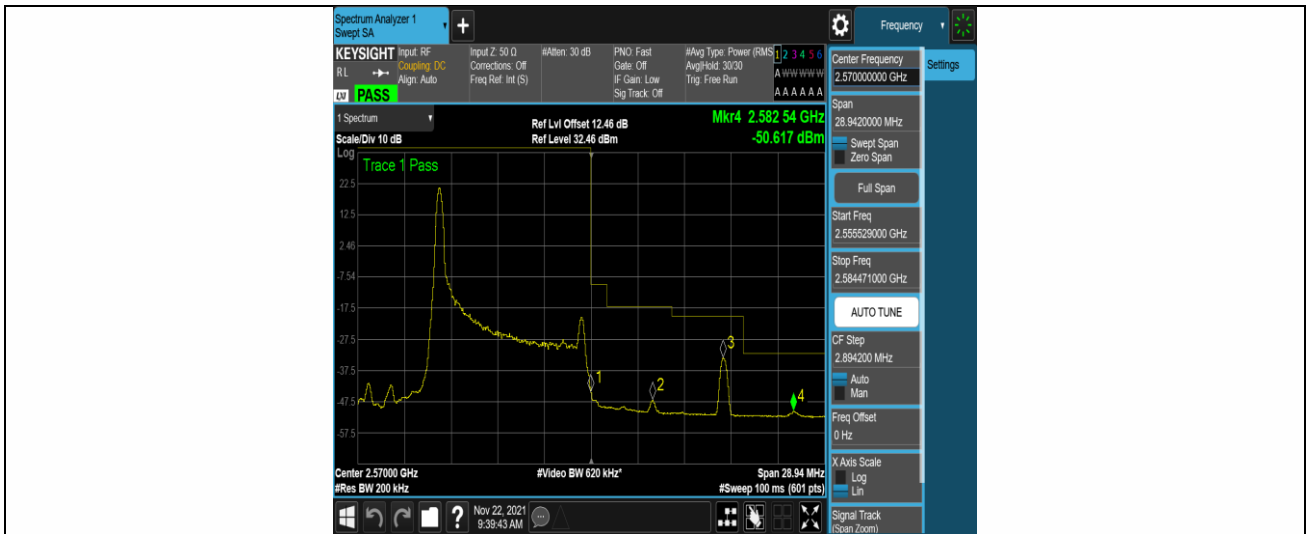 Spectrum Analyzer 1
Swept SA
+
Frequency
KEYSIGHT
RL
LXI PASS
Input: RF
Coupling: DC
Align: Auto
Input Z: 50 Ω
Corrections: Off
Freq Ref: Int (S)
#Atten: 30 dB
PNO: Fast
Gate: Off
IF Gain: Low
Sig Track: Off
#Avg Type: Power (RMS
Avg|Hold: 30/30
Trig: Free Run
1 2 3 4 5 6
A W W W W W
A A A A A A
1 Spectrum
Scale/Div 10 dB
Ref Lvl Offset 12.46 dB
Ref Level 32.46 dBm
Mkr4 2.582 54 GHz
-50.617 dBm
Log
Trace 1 Pass
22.5
12.5
2.46
-7.54
-17.5
-27.5
-37.5
-47.5
-57.5
1
2
3
4
Center 2.57000 GHz
#Video BW 620 kHz*
Span 28.94 MHz
#Res BW 200 kHz
#Sweep 100 ms (601 pts)
Nov 22, 2021
9:39:43 AM
?
Center Frequency
2.570000000 GHz
Settings
Span
28.9420000 MHz
Swept Span
Zero Span
Full Span
Start Freq
2.555529000 GHz
Stop Freq
2.584471000 GHz
AUTO TUNE
CF Step
2.894200 MHz
Auto
Man
Freq Offset
0 Hz
X Axis Scale
Log
Lin
Signal Track
(Span Zoom)